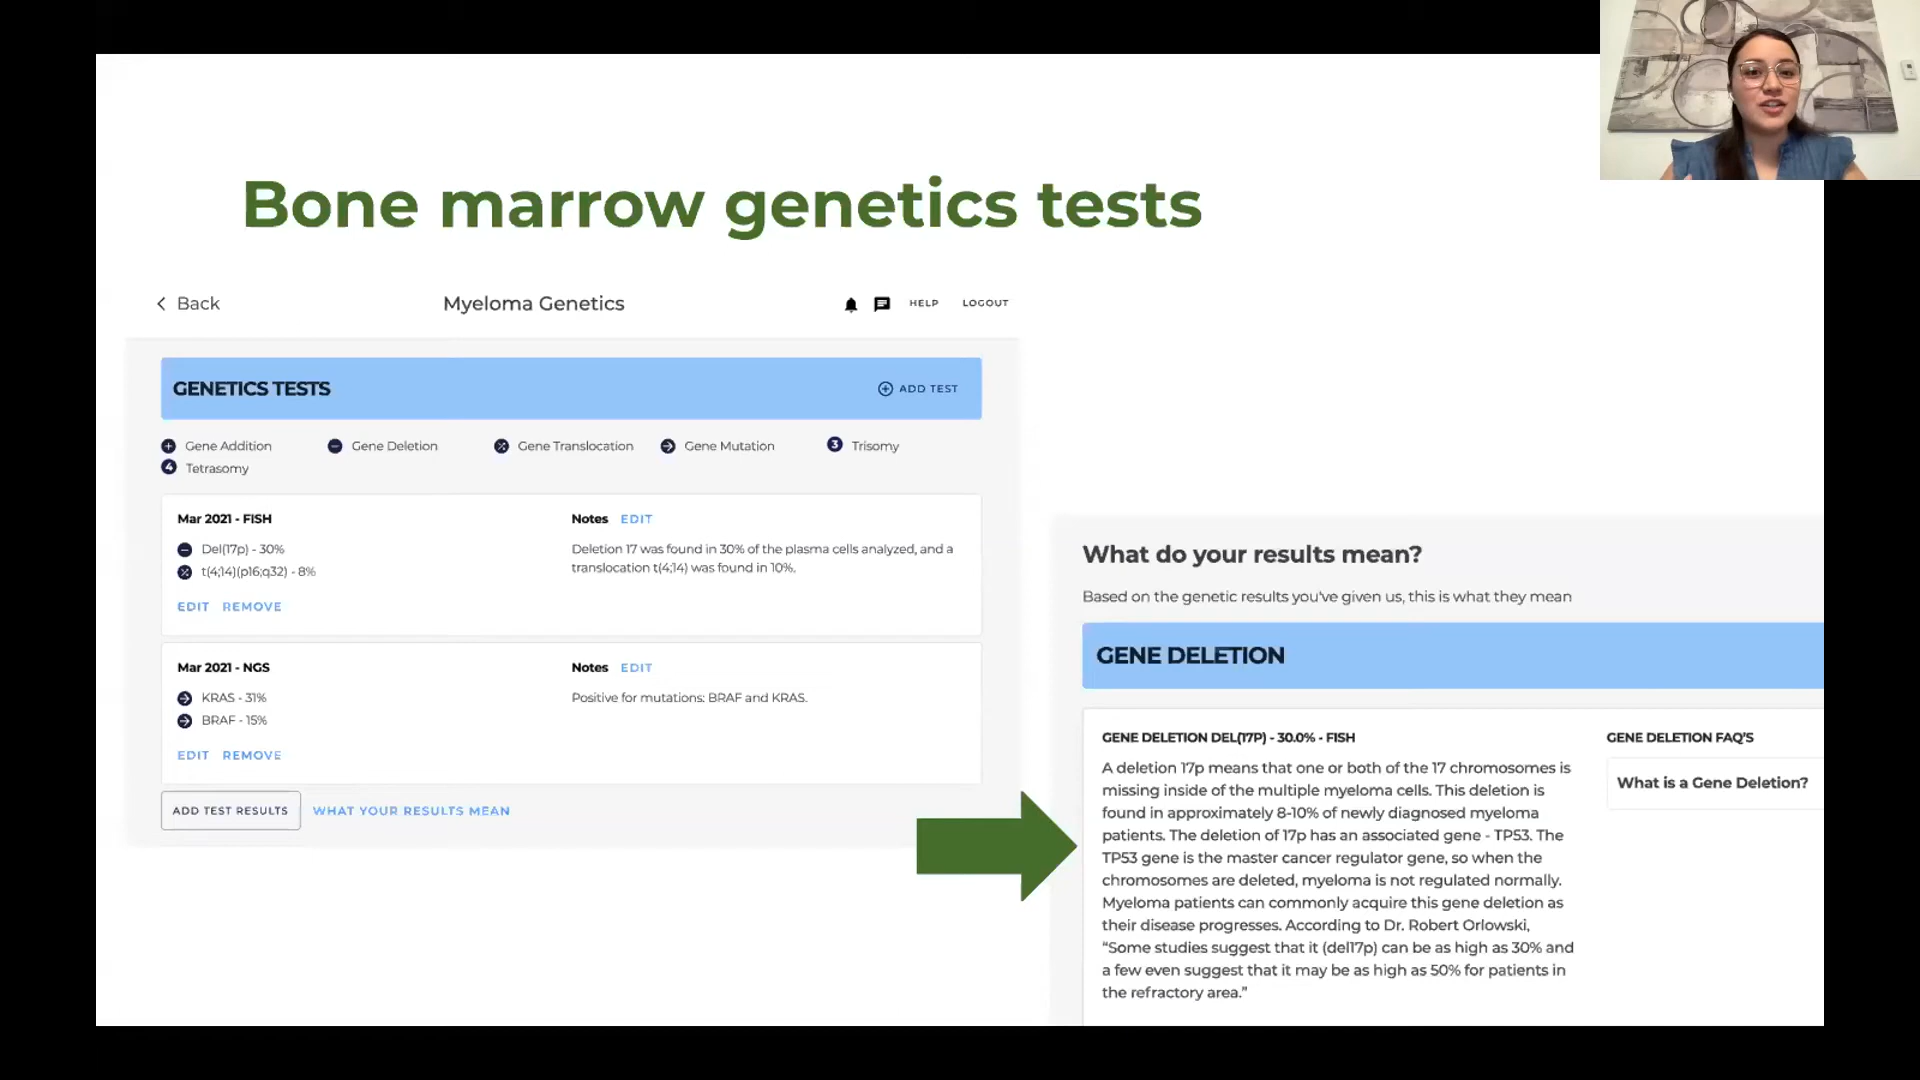 Bone marrow genetics tests
Back
Myeloma Genetics
HELP
LOGOUT
GENETICS TESTS
ADD TEST
Gene Addition
Gene Deletion
Gene Translocation
Gene Mutation
3 Trisomy
4 Tetrasomy
Mar 2021 - FISH
Del(17p) - 30%
t(4;14)(p16;q32) - 8%
EDIT REMOVE
Notes EDIT
Deletion 17 was found in 30% of the plasma cells analyzed, and a
translocation t(4;14) was found in 10%.
Mar 2021 - NGS
KRAS - 31%
BRAF - 15%
EDIT REMOVE
Notes EDIT
Positive for mutations: BRAF and KRAS.
ADD TEST RESULTS
WHAT YOUR RESULTS MEAN
What do your results mean?
Based on the genetic results you've given us, this is what they mean
GENE DELETION
GENE DELETION DEL(17P) - 30.0% - FISH
A deletion 17p means that one or both of the 17 chromosomes is
missing inside of the multiple myeloma cells. This deletion is
found in approximately 8-10% of newly diagnosed myeloma
patients. The deletion of 17p has an associated gene - TP53. The
TP53 gene is the master cancer regulator gene, so when the
chromosomes are deleted, myeloma is not regulated normally.
Myeloma patients can commonly acquire this gene deletion as
their disease progresses. According to Dr. Robert Orlowski,
“Some studies suggest that it (del17p) can be as high as 30% and
a few even suggest that it may be as high as 50% for patients in
the refractory area.”
GENE DELETION FAQ'S
What is a Gene Deletion?